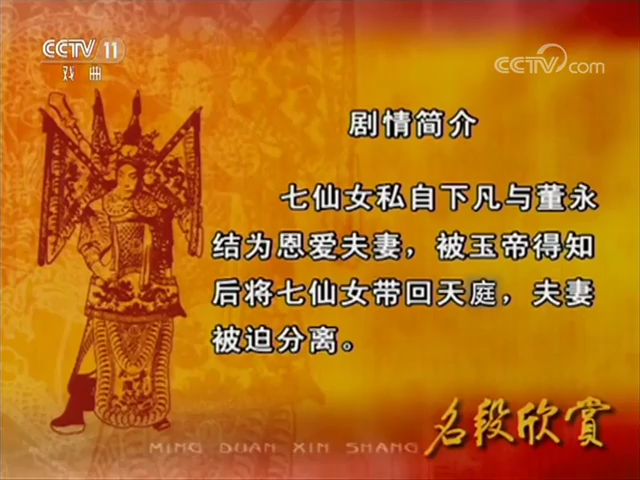 CCTV 11
戏曲
CCTV.com
剧情简介
七仙女私自下凡与董永
结为恩爱夫妻，被玉帝得知
后将七仙女带回天庭，夫妻
被迫分离。
名段欣赏
MING DUAN XIN SHANG